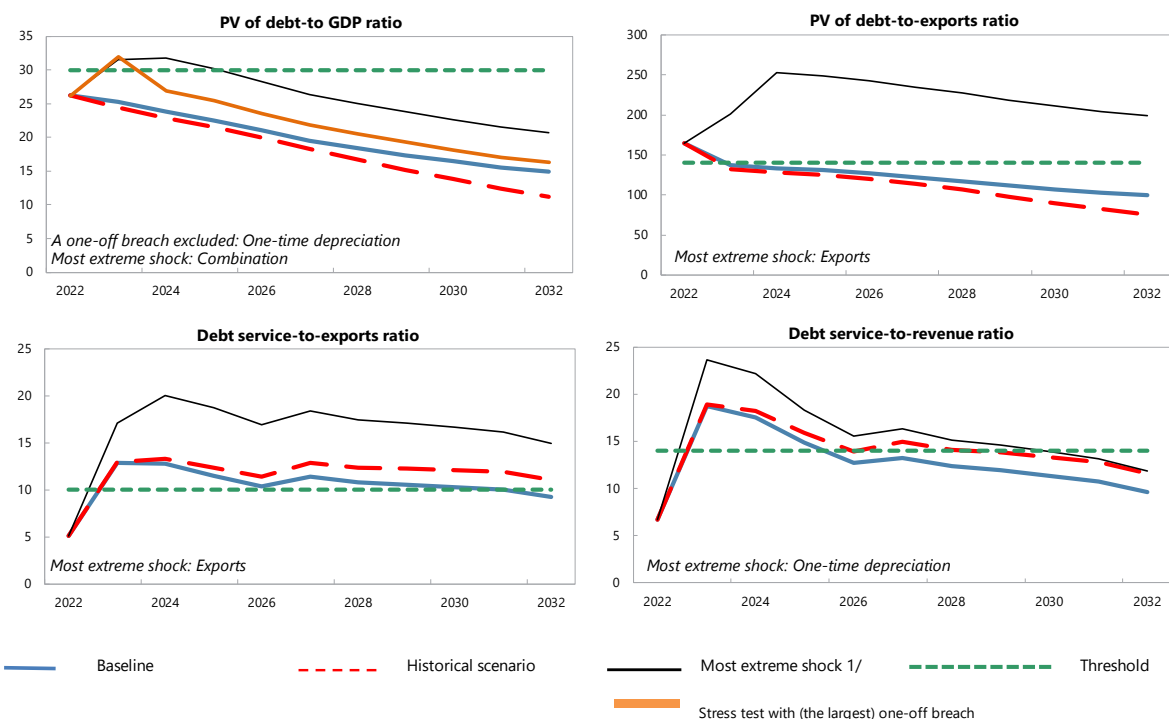 PV of debt-to GDP ratio
35
30
25
20
15
10
5
0
A one-off breach excluded: One-time depreciation
Most extreme shock: Combination
2022 2024 2026 2028 2030 2032
PV of debt-to-exports ratio
300
250
200
150
100
50
0
Most extreme shock: Exports
2022 2024 2026 2028 2030 2032
Debt service-to-exports ratio
25
20
15
10
5
0
Most extreme shock: Exports
2022 2024 2026 2028 2030 2032
Debt service-to-revenue ratio
25
20
15
10
5
0
Most extreme shock: One-time depreciation
2022 2024 2026 2028 2030 2032
Baseline
Historical scenario
Most extreme shock 1/
Threshold
Stress test with (the largest) one-off breach